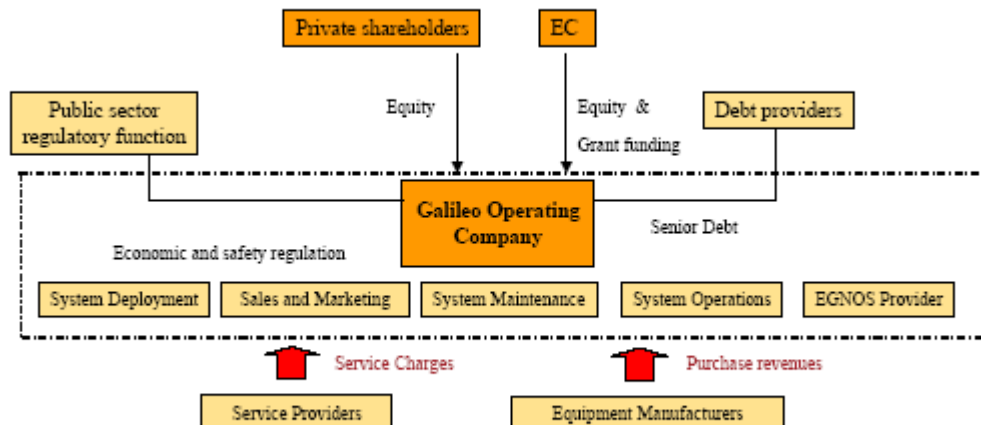 Private shareholders
EC
Public sector
regulatory function
Equity
Equity &
Grant funding
Debt providers
Galileo Operating
Company
Senior Debt
Economic and safety regulation
System Deployment
Sales and Marketing
System Maintenance
System Operations
EGNOS Provider
Service Charges
Purchase revenues
Service Providers
Equipment Manufacturers